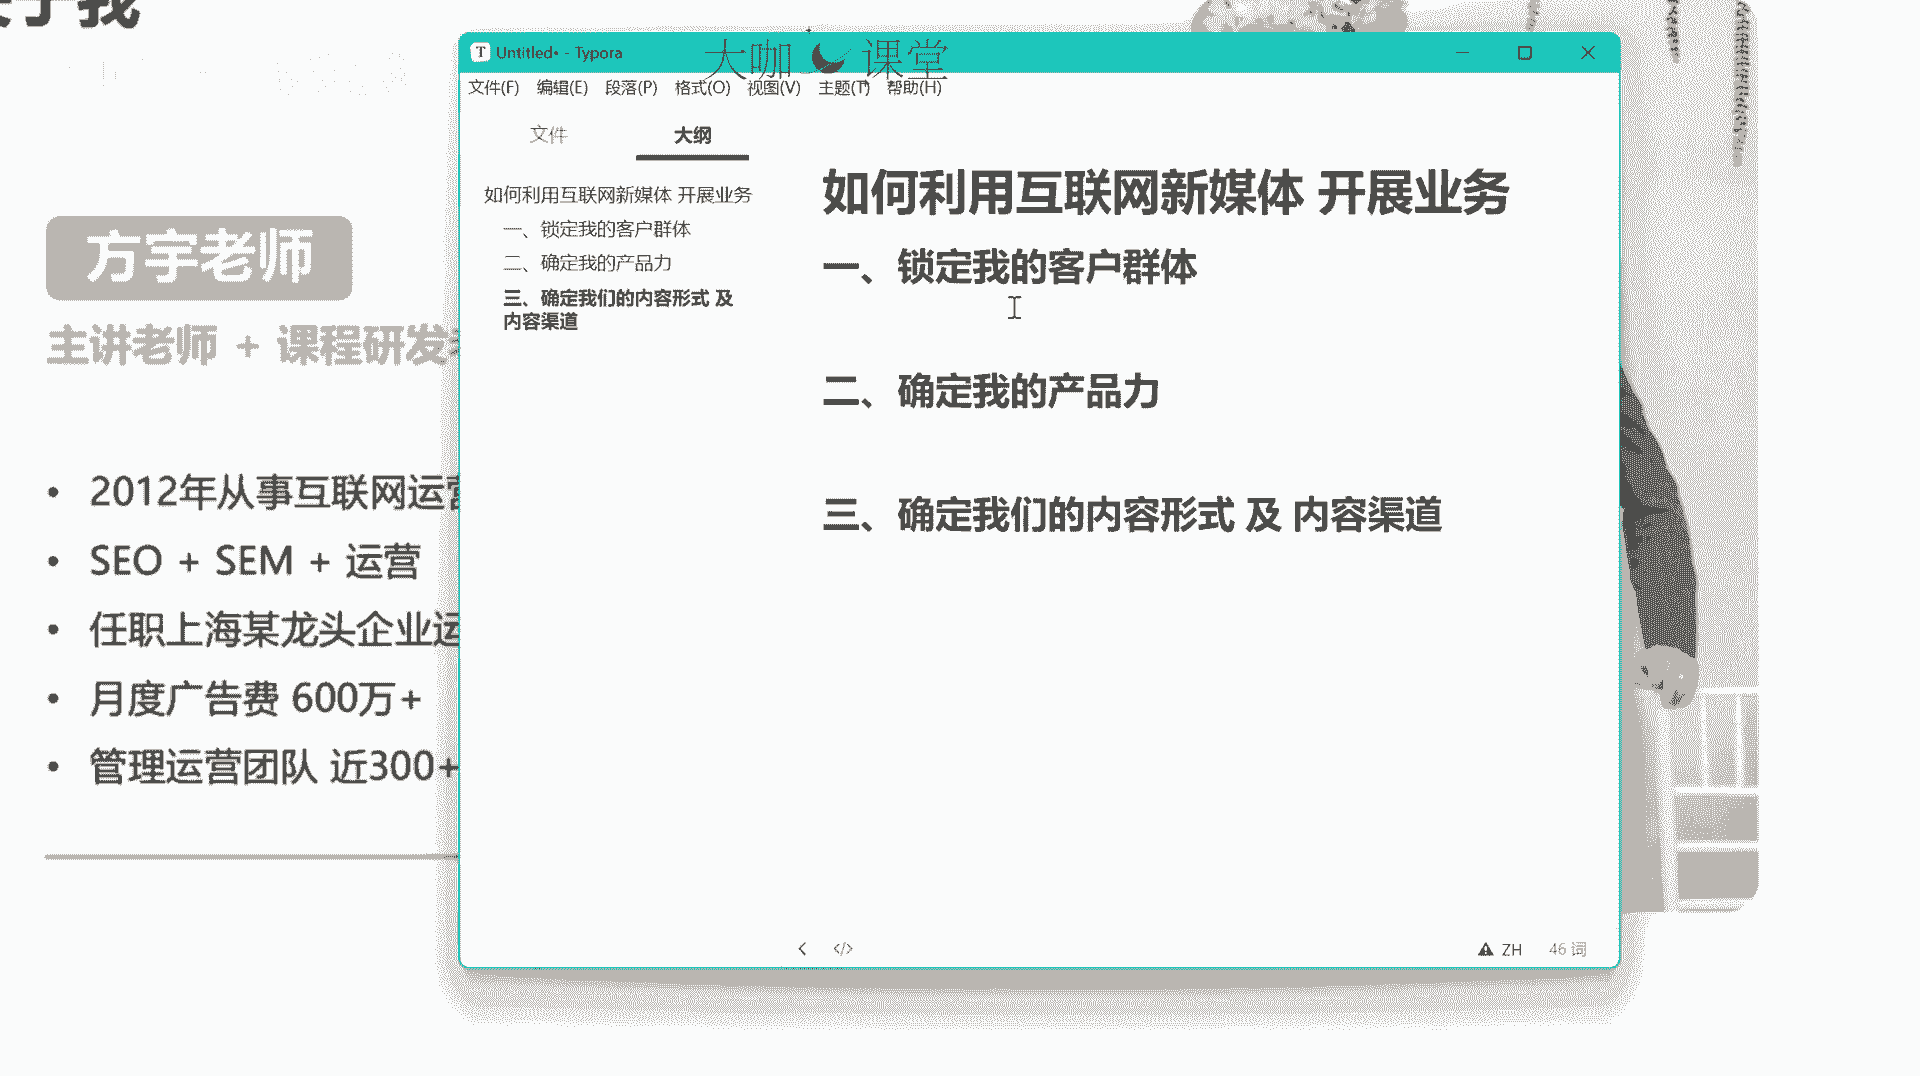 方宇老师
主讲老师 + 课程研发
• 2012年从事互联网运营
• SEO + SEM + 运营
• 任职上海某龙头企业运
• 月度广告费 600万+
• 管理运营团队 近300+
Untitled• - Typora
大咖 课堂
文件(F) 编辑(E) 段落(P) 格式(O) 视图(V) 主题(T) 帮助(H)
文件 大纲
如何利用互联网新媒体 开展业务
一、锁定我的客户群体
二、确定我的产品力
三、确定我们的内容形式 及
内容渠道
如何利用互联网新媒体 开展业务
一、锁定我的客户群体
二、确定我的产品力
三、确定我们的内容形式 及 内容渠道
</> ZH 46 词